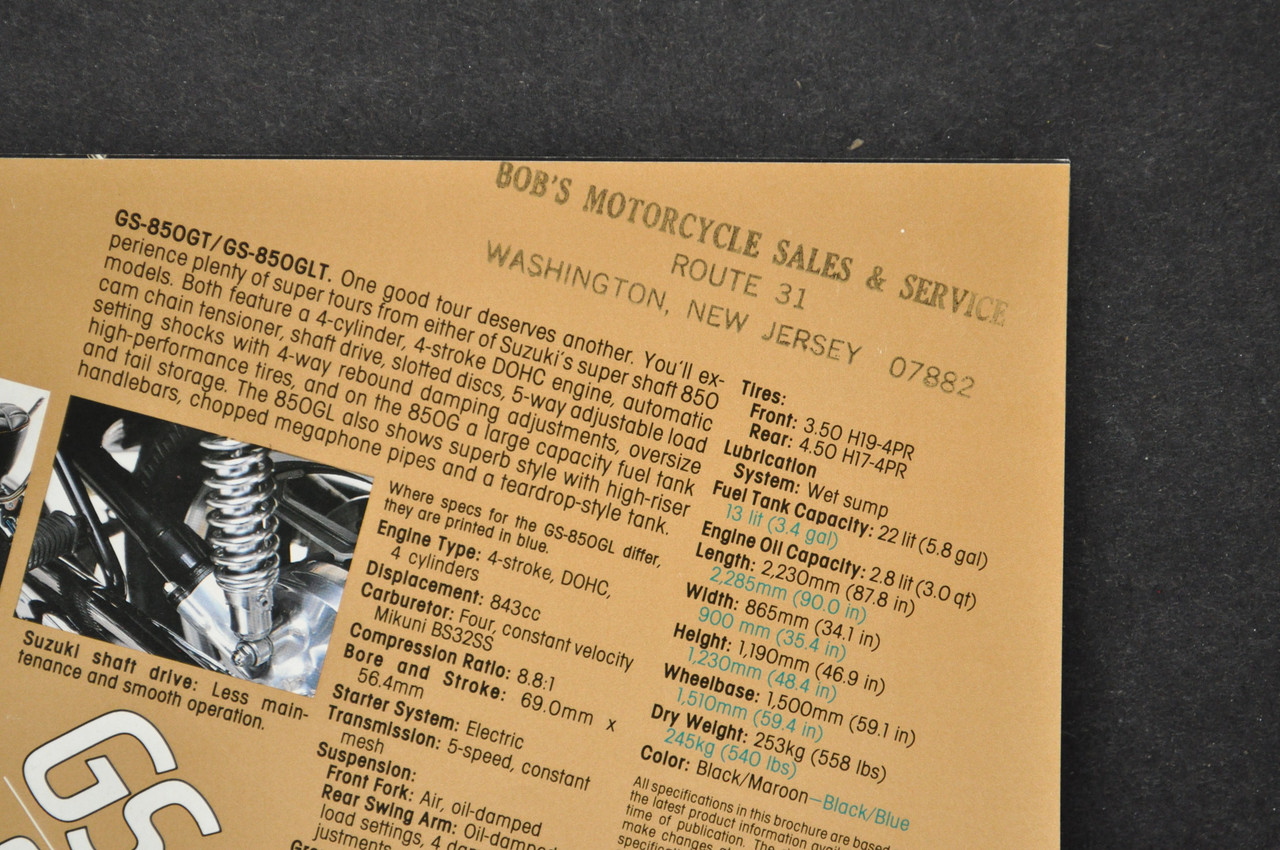 BOB'S MOTORCYCLE SALES & SERVICE
ROUTE 31
WASHINGTON, NEW JERSEY 07882
GS-850GT/GS-850GLT. One good tour deserves another. You'll ex-
perience plenty of super tours from either of Suzuki's super shaft 850
models. Both feature a 4-cylinder, 4-stroke DOHC engine, automatic
cam chain tensioner, shaft drive, slotted discs, 5-way adjustable load
setting shocks with 4-way rebound damping adjustments, oversize
high-performance tires, and on the 850G a large capacity fuel tank
and tail storage. The 850GL also shows superb style with high-riser
handlebars, chopped megaphone pipes and a teardrop-style tank.
Suzuki shaft drive: Less main-
tenance and smooth operation.
GS
Where specs for the GS-850GL differ,
they are printed in blue.
Engine Type: 4-stroke, DOHC,
4 cylinders
Displacement: 843cc
Carburetor: Four, constant velocity
Mikuni BS32SS
Compression Ratio: 8.8:1
Bore and Stroke: 69.0mm x
56.4mm
Starter System: Electric
Transmission: 5-speed, constant
mesh
Suspension:
Front Fork: Air, oil-damped
Rear Swing Arm: Oil-damped
load settings, 4
justments
Tires:
Front: 3.50 H19-4PR
Rear: 4.50 H17-4PR
Lubrication
System: Wet sump
Fuel Tank Capacity: 22 lit (5.8 gal)
13 lit (3.4 gal)
Engine Oil Capacity: 2.8 lit (3.0 qt)
Length: 2,230mm (87.8 in)
2,285mm (90.0 in)
Width: 865mm (34.1 in)
900 mm (35.4 in)
Height: 1,190mm (46.9 in)
1,230mm (48.4 in)
Wheelbase: 1,500mm (59.1 in)
1,510mm (59.4 in)
Dry Weight: 253kg (558 lbs)
245kg (540 lbs)
Color: Black/Maroon—Black/Blue
All specifications in this brochure are based
the latest product information
time of publication. The
make changes